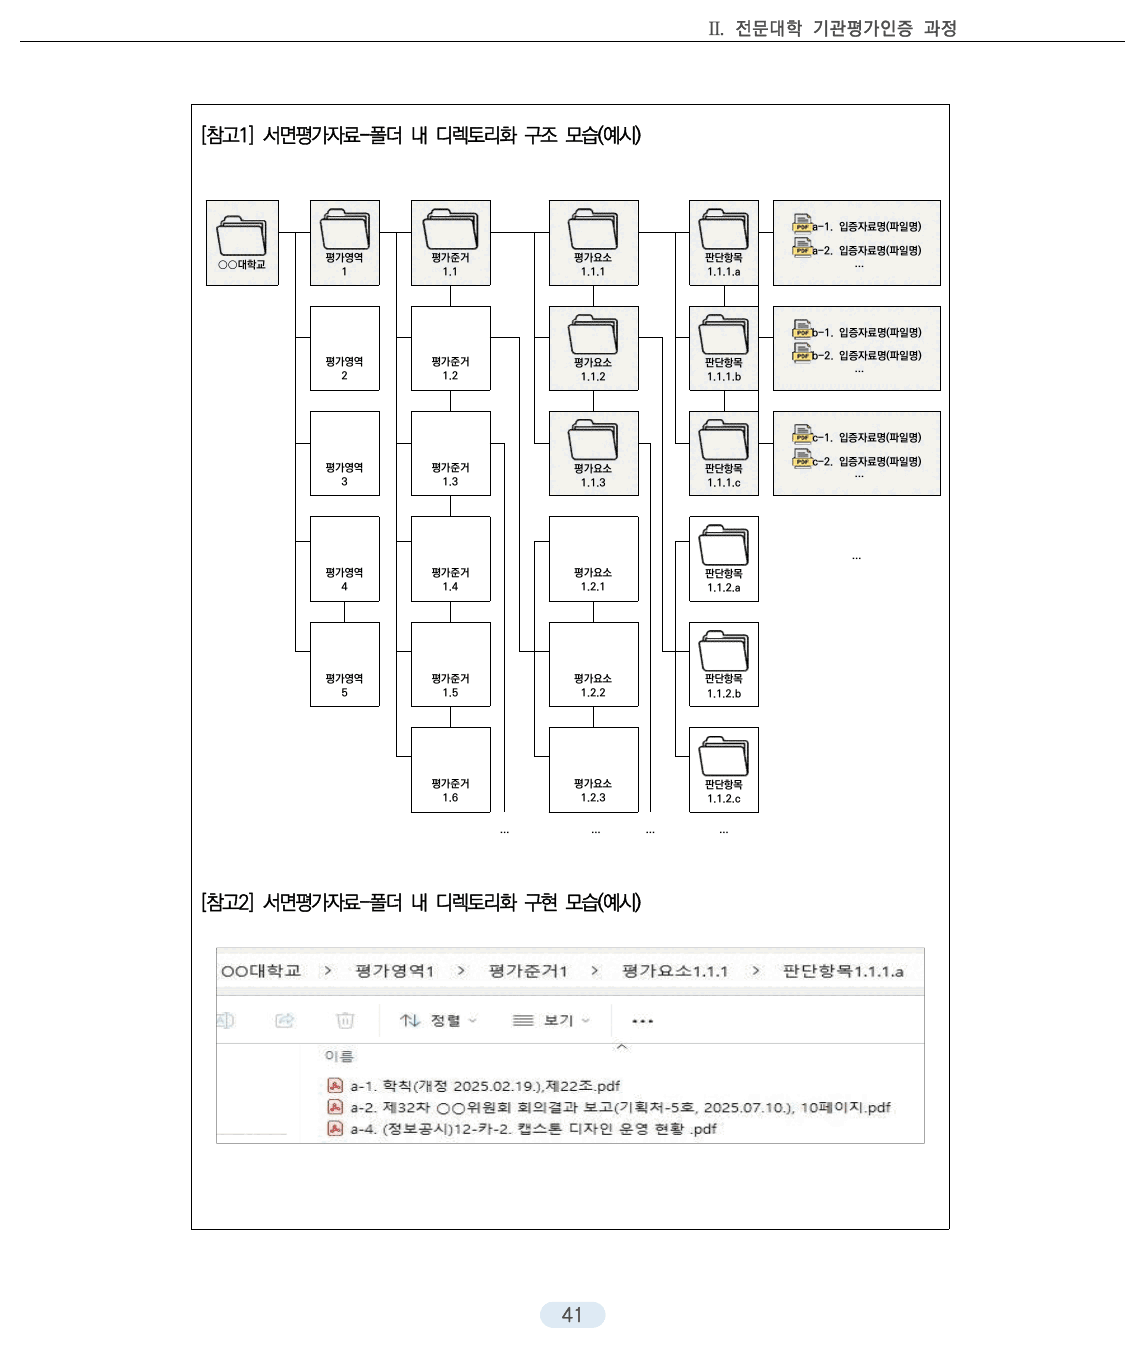 Ⅱ. 전문대학 기관평가인증 과정
[참고1] 서면평가자료-폴더 내 디렉토리화 구조 모습(예시)
○○대학교
평가영역
1
평가준거
1.1
평가요소
1.1.1
판단항목
1.1.1.a
PDF a-1. 입증자료명(파일명)
PDF a-2. 입증자료명(파일명)
...
평가영역
2
평가준거
1.2
평가요소
1.1.2
판단항목
1.1.1.b
PDF b-1. 입증자료명(파일명)
PDF b-2. 입증자료명(파일명)
...
평가영역
3
평가준거
1.3
평가요소
1.1.3
판단항목
1.1.1.c
PDF c-1. 입증자료명(파일명)
PDF c-2. 입증자료명(파일명)
...
평가영역
4
평가준거
1.4
평가요소
1.2.1
판단항목
1.1.2.a
...
평가영역
5
평가준거
1.5
평가요소
1.2.2
판단항목
1.1.2.b
평가준거
1.6
평가요소
1.2.3
판단항목
1.1.2.c
... ... ... ...
[참고2] 서면평가자료-폴더 내 디렉토리화 구현 모습(예시)
○○대학교 > 평가영역1 > 평가준거1 > 평가요소1.1.1 > 판단항목1.1.1.a
정렬 보기 ...
이름
a-1. 학칙(개정 2025.02.19.),제22조.pdf
a-2. 제32차 ○○위원회 회의결과 보고(기획처-5호, 2025.07.10.), 10페이지.pdf
a-4. (정보공시)12-카-2. 캡스톤 디자인 운영 현황 .pdf
41